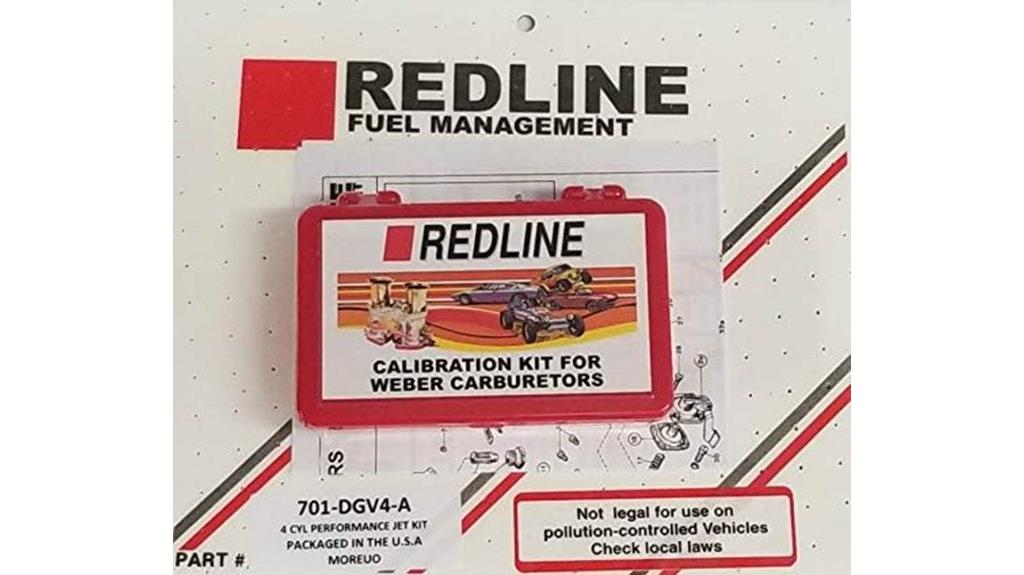 REDLINE
FUEL MANAGEMENT
REDLINE
CALIBRATION KIT FOR
WEBER CARBURETORS
RS
701-DGV4-A
4 CYL PERFORMANCE JET KIT
PACKAGED IN THE U.S.A
MOREUO
PART #
Not legal for use on
pollution-controlled Vehicles
Check local laws